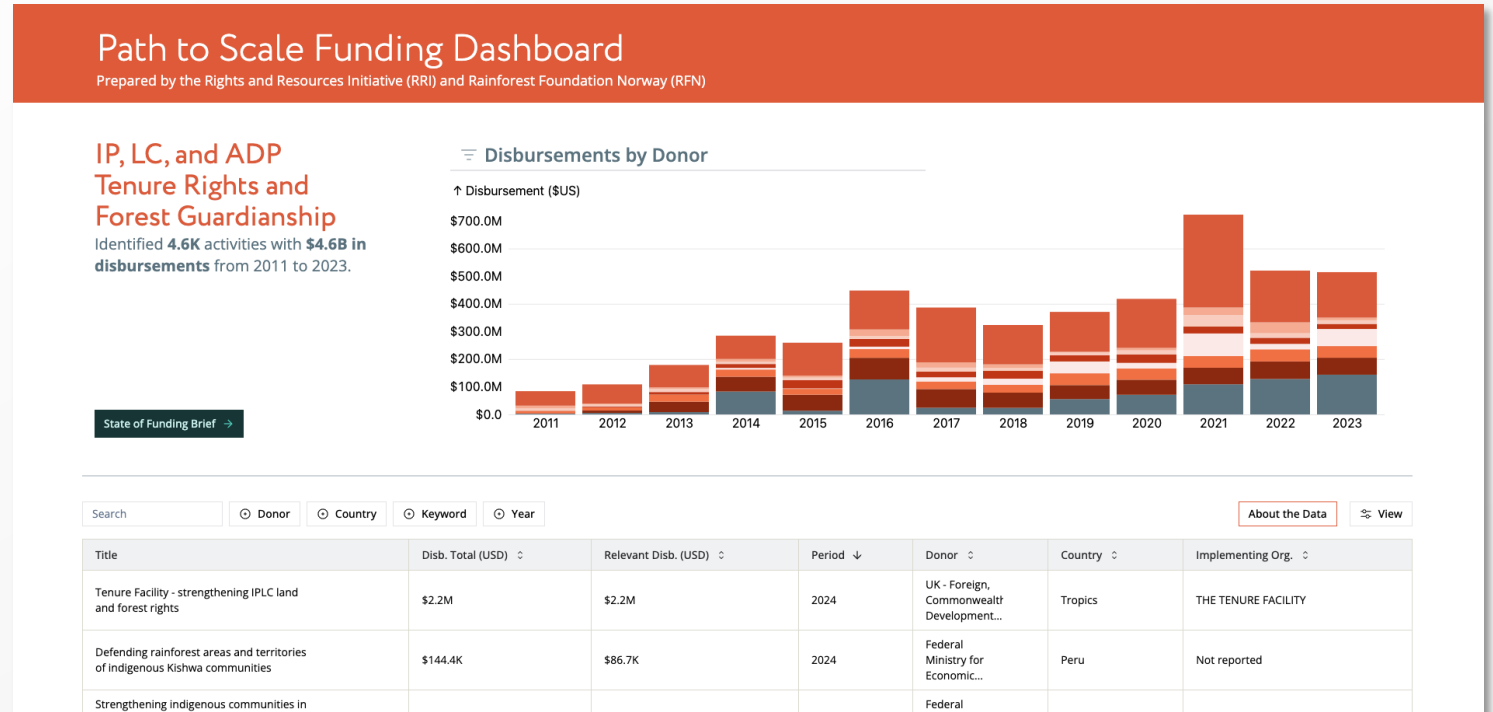 Path to Scale Funding Dashboard
Prepared by the Rights and Resources Initiative (RRI) and Rainforest Foundation Norway (RFN)
IP, LC, and ADP
Tenure Rights and
Forest Guardianship
Identified 4.6K activities with $4.6B in
disbursements from 2011 to 2023.
State of Funding Brief →
Disbursements by Donor
↑ Disbursement ($US)
$700.0M
$600.0M
$500.0M
$400.0M
$300.0M
$200.0M
$100.0M
$0.0
2011 2012 2013 2014 2015 2016 2017 2018 2019 2020 2021 2022 2023
Search Donor Country Keyword Year About the Data View
Title Disb. Total (USD) Relevant Disb. (USD) Period ↓ Donor Country Implementing Org.
Tenure Facility - strengthening IPLC land
and forest rights
$2.2M
$2.2M
2024
UK - Foreign,
Commonwealth
Development...
Tropics
THE TENURE FACILITY
Defending rainforest areas and territories
of indigenous Kishwa communities
$144.4K
$86.7K
2024
Federal
Ministry for
Economic...
Peru
Not reported
Strengthening indigenous communities in
Federal